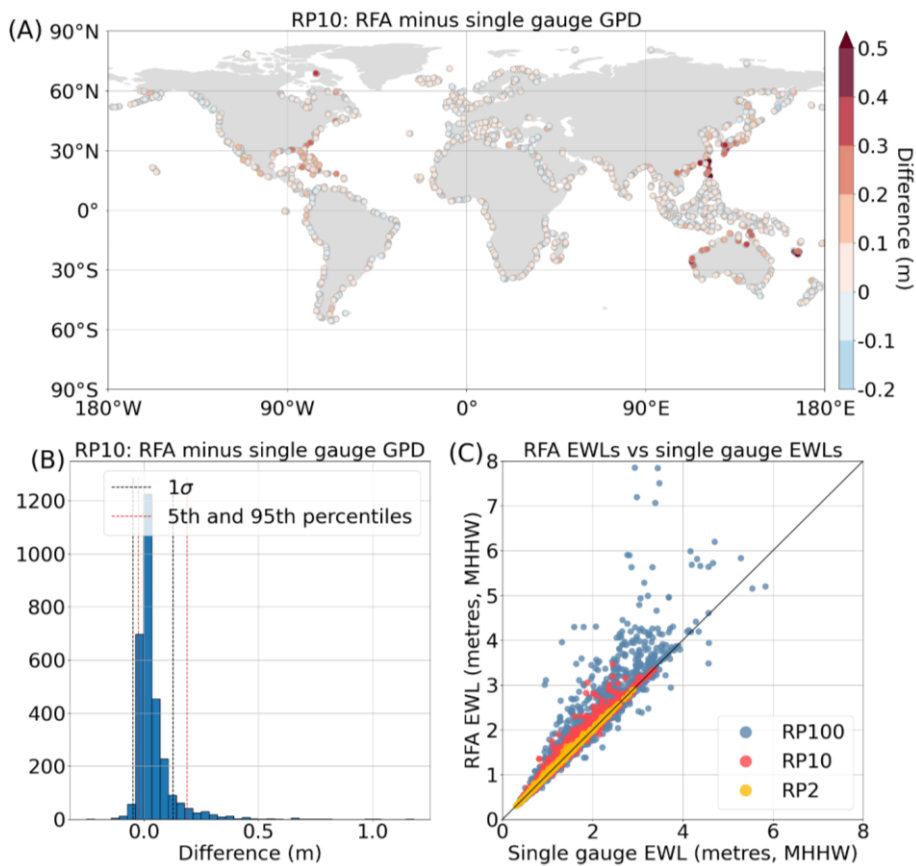 (A)
RP10: RFA minus single gauge GPD
90°N
60°N
30°N
0°
30°S
60°S
90°S
180°W
90°W
0°
90°E
180°E
0.5
0.4
0.3
0.2
0.1
0
-0.1
-0.2
Difference (m)
(B)
RP10: RFA minus single gauge GPD
1σ
5th and 95th percentiles
1200
1000
800
600
400
200
0
0.0
0.5
1.0
Difference (m)
(C)
RFA EWLs vs single gauge EWLs
8
7
6
5
4
3
2
1
0
RFA EWL (metres, MHHW)
RP100
RP10
RP2
0
2
4
6
8
Single gauge EWL (metres, MHHW)